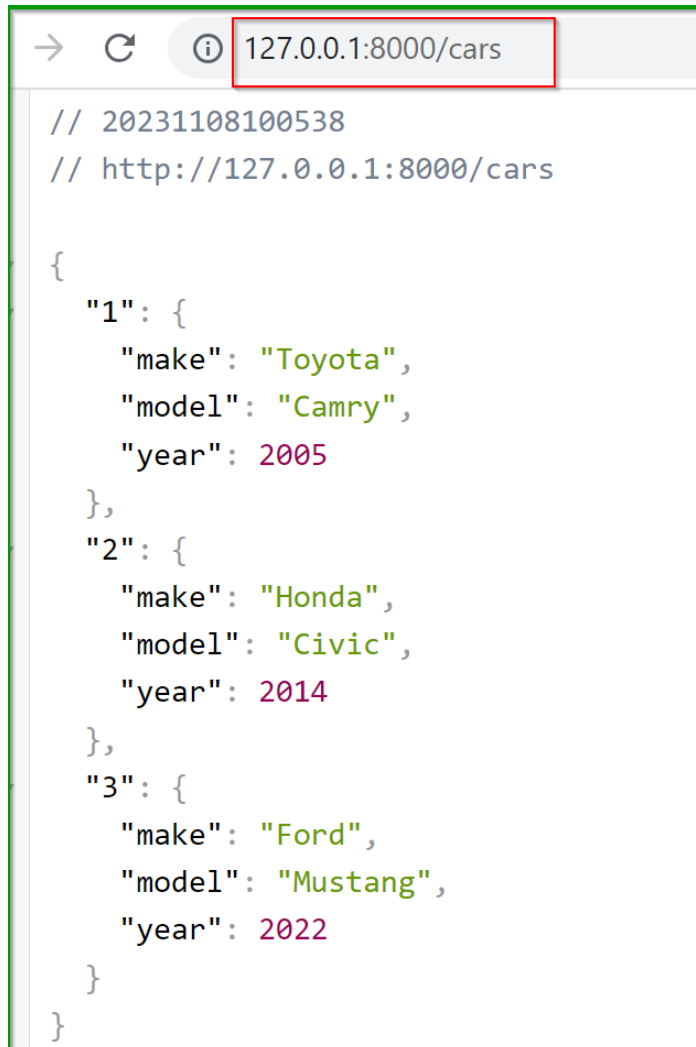 127.0.0.1:8000/cars
// 20231108100538
// http://127.0.0.1:8000/cars
{
  "1": {
    "make": "Toyota",
    "model": "Camry",
    "year": 2005
  },
  "2": {
    "make": "Honda",
    "model": "Civic",
    "year": 2014
  },
  "3": {
    "make": "Ford",
    "model": "Mustang",
    "year": 2022
  }
}